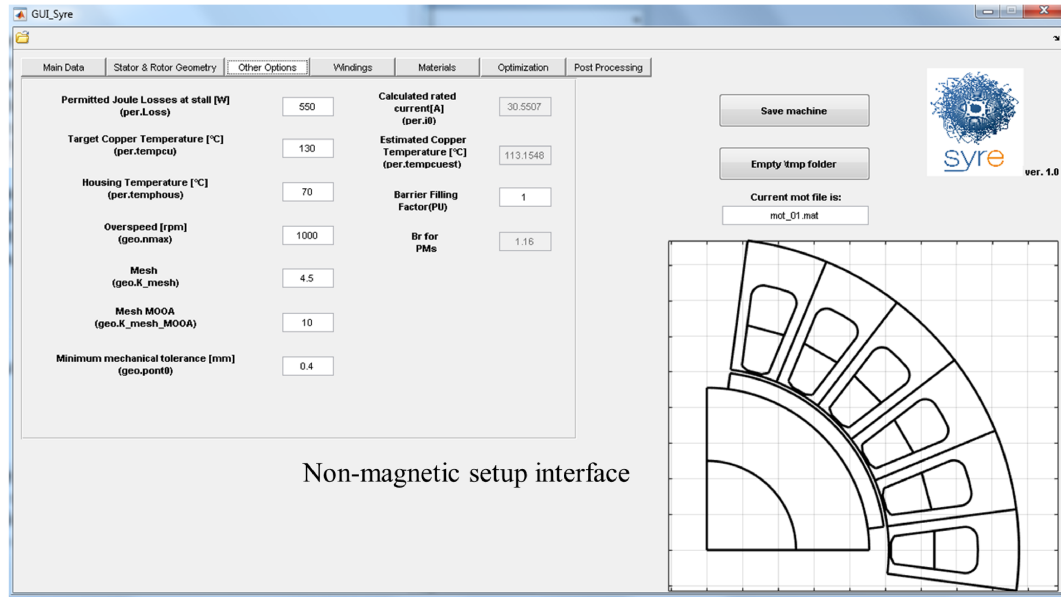 GUI_Syre
Main Data
Stator & Rotor Geometry
Other Options
Windings
Materials
Optimization
Post Processing
Permitted Joule Losses at stall [W]
(per.Loss)
550
Target Copper Temperature [°C]
(per.tempcu)
130
Housing Temperature [°C]
(per.temphous)
70
Overspeed [rpm]
(geo.nmax)
1000
Mesh
(geo.K_mesh)
4.5
Mesh MOOA
(geo.K_mesh_MOOA)
10
Minimum mechanical tolerance [mm]
(geo.pont0)
0.4
Calculated rated
current[A]
(per.i0)
30.5507
Estimated Copper
Temperature [°C]
(per.tempcuest)
113.1548
Barrier Filling
Factor(PU)
1
Br for
PMs
1.16
Save machine
Empty \tmp folder
Current mot file is:
mot_01.mat
syre
ver. 1.0
Non-magnetic setup interface